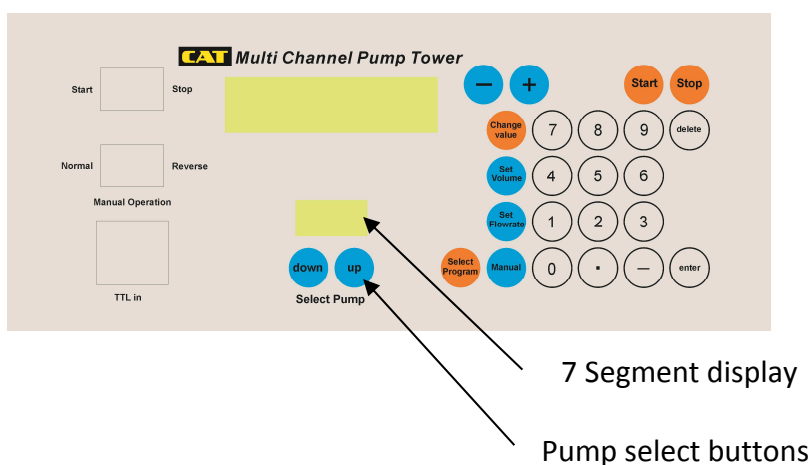 CAT Multi Channel Pump Tower
Start Stop
Normal Reverse
Manual Operation
TTL in
down up
Select Pump
− + Start Stop
Change value 7 8 9 delete
Set Volume 4 5 6
Set Flowrate 1 2 3
Select Program Manual 0 · − enter
7 Segment display
Pump select buttons